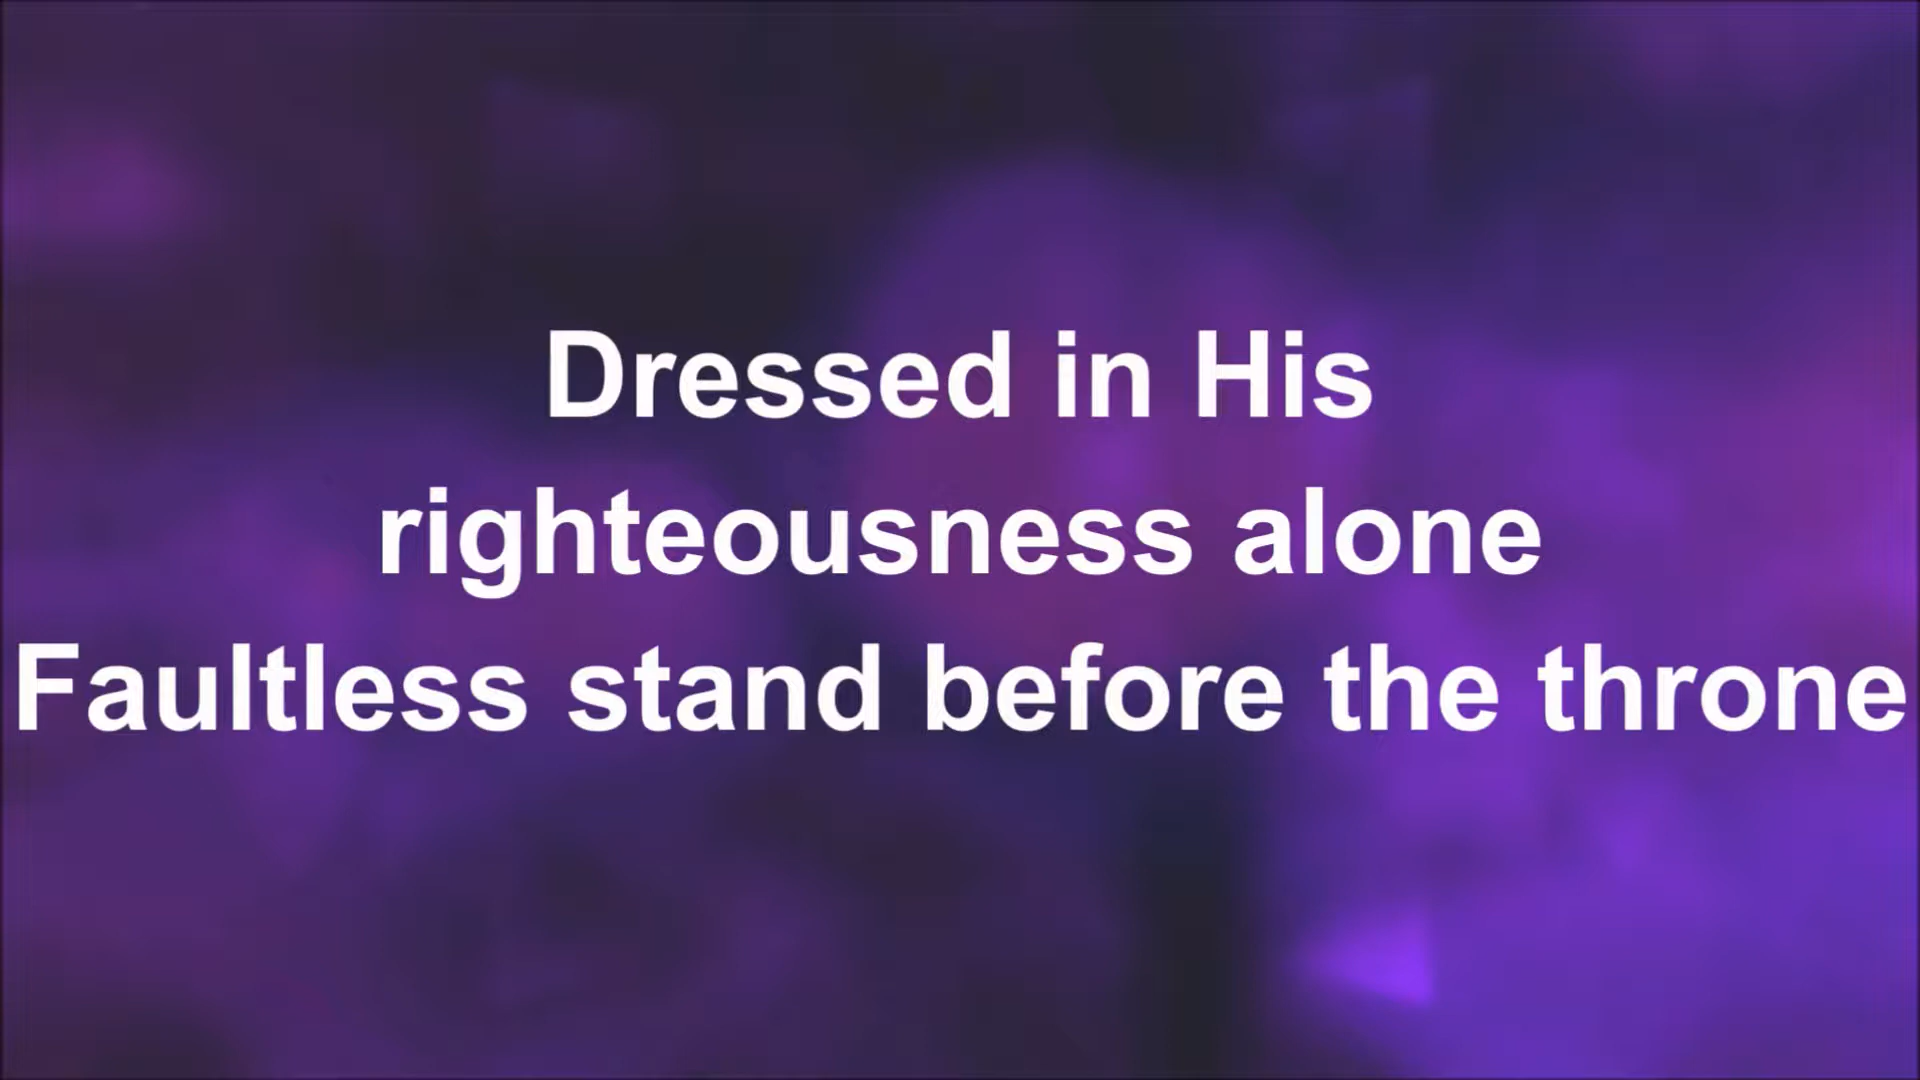 Dressed in His
righteousness alone
Faultless stand before the throne